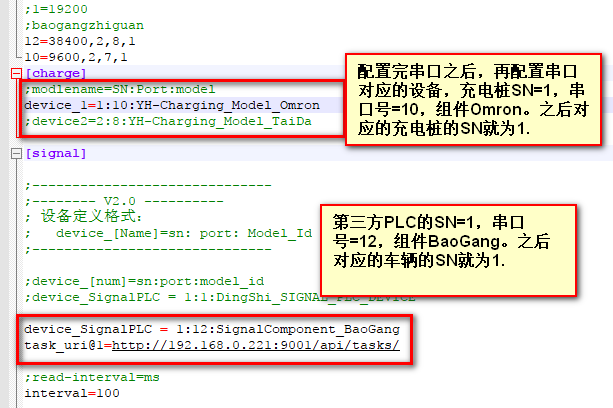 ;1=19200
;baogangzhiguan
12=38400,2,8,1
10=9600,2,7,1
[charge]
;modlename=SN:Port:model
device_1=1:10:YH-Charging_Model_Omron
;device2=2:8:YH-Charging_Model_TaiDa
配置完串口之后，再配置串口
对应的设备，充电桩SN=1，串
口号=10，组件Omron。之后对
应的充电桩的SN就为1.
[signal]
;------------------------------
;-------- V2.0 ----------
; 设备定义格式：
;   device_[Name]=sn: port: Model_Id
;------------------------------
第三方PLC的SN=1，串口
号=12，组件BaoGang。之后
对应的车辆的SN就为1.
;device_[num]=sn:port:model_id
;device_SignalPLC = 1:1:DingShi_SIGNAL_PLC_DEVICE
device_SignalPLC = 1:12:SignalComponent_BaoGang
task_uri@1=http://192.168.0.221:9001/api/tasks/
;read-interval=ms
interval=100